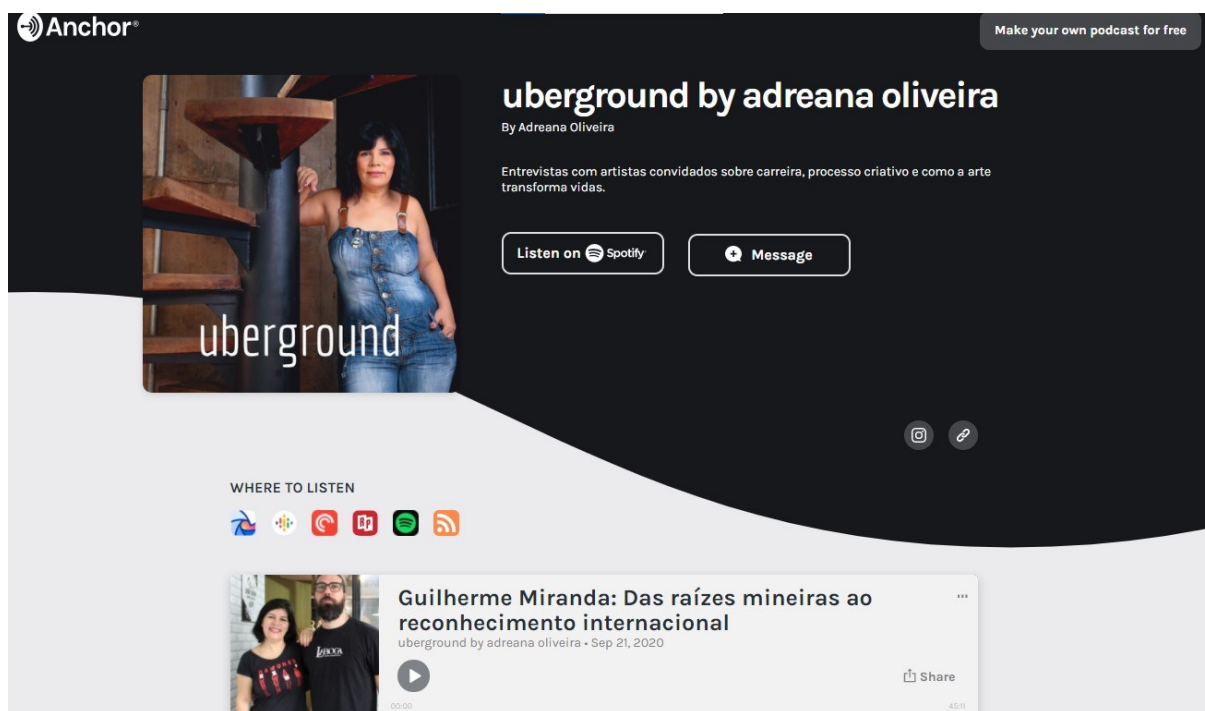 Anchor®
Make your own podcast for free
uberground
uberground by adreana oliveira
By Adreana Oliveira
Entrevistas com artistas convidados sobre carreira, processo criativo e como a arte
transforma vidas.
Listen on Spotify
Message
WHERE TO LISTEN
Guilherme Miranda: Das raízes mineiras ao
reconhecimento internacional
uberground by adreana oliveira • Sep 21, 2020
Share
00:00
45:11